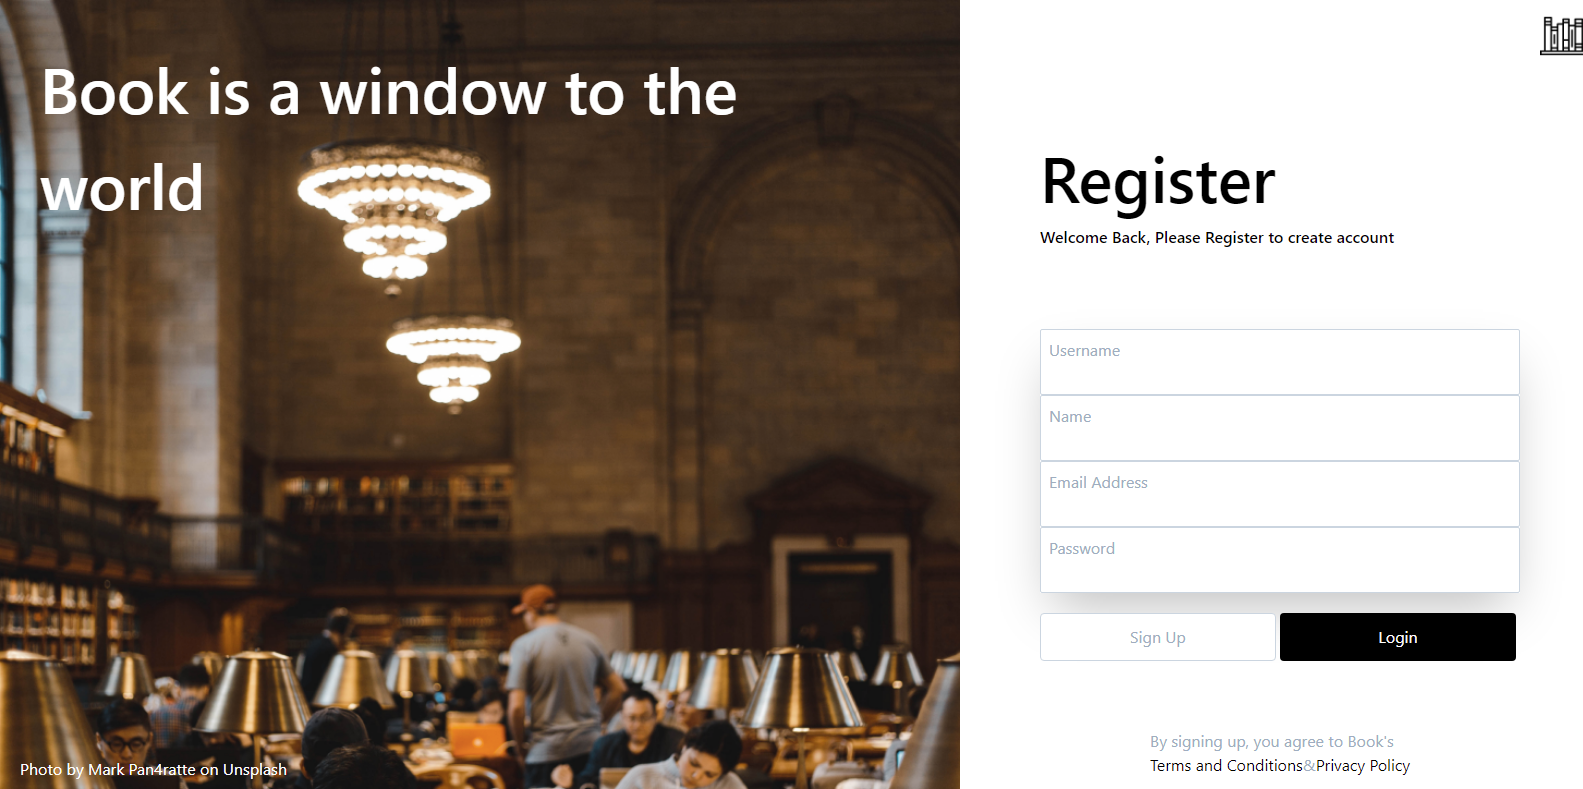 Book is a window to the
world
Photo by Mark Pan4ratte on Unsplash
Register
Welcome Back, Please Register to create account
Username
Name
Email Address
Password
Sign Up
Login
By signing up, you agree to Book's
Terms and Conditions&Privacy Policy